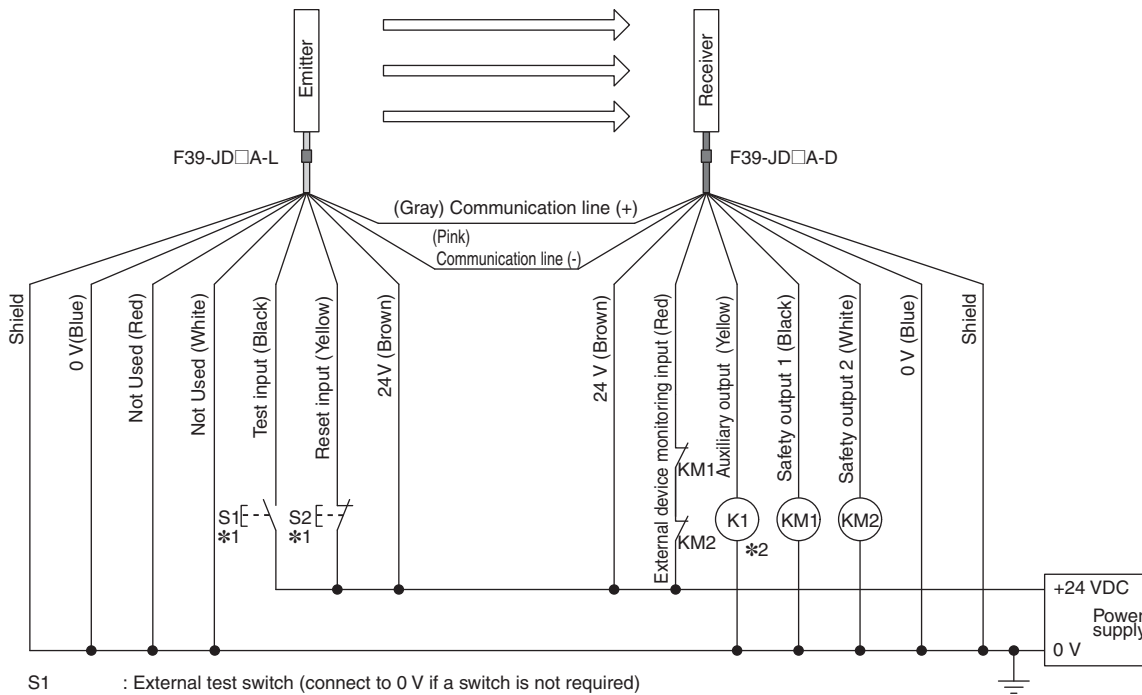 Emitter
Receiver
F39-JD□A-L
F39-JD□A-D
(Gray) Communication line (+)
(Pink)
Communication line (-)
Shield
0 V(Blue)
Not Used (Red)
Not Used (White)
Test input (Black)
Reset input (Yellow)
24V (Brown)
24 V (Brown)
External device monitoring input (Red)
Auxiliary output (Yellow)
Safety output 1 (Black)
Safety output 2 (White)
0 V (Blue)
Shield
KM1
S1
✱1
S2
✱1
KM2
K1
✱2
KM1
KM2
+24 VDC
Power
supply
0 V
S1 : External test switch (connect to 0 V if a switch is not required)